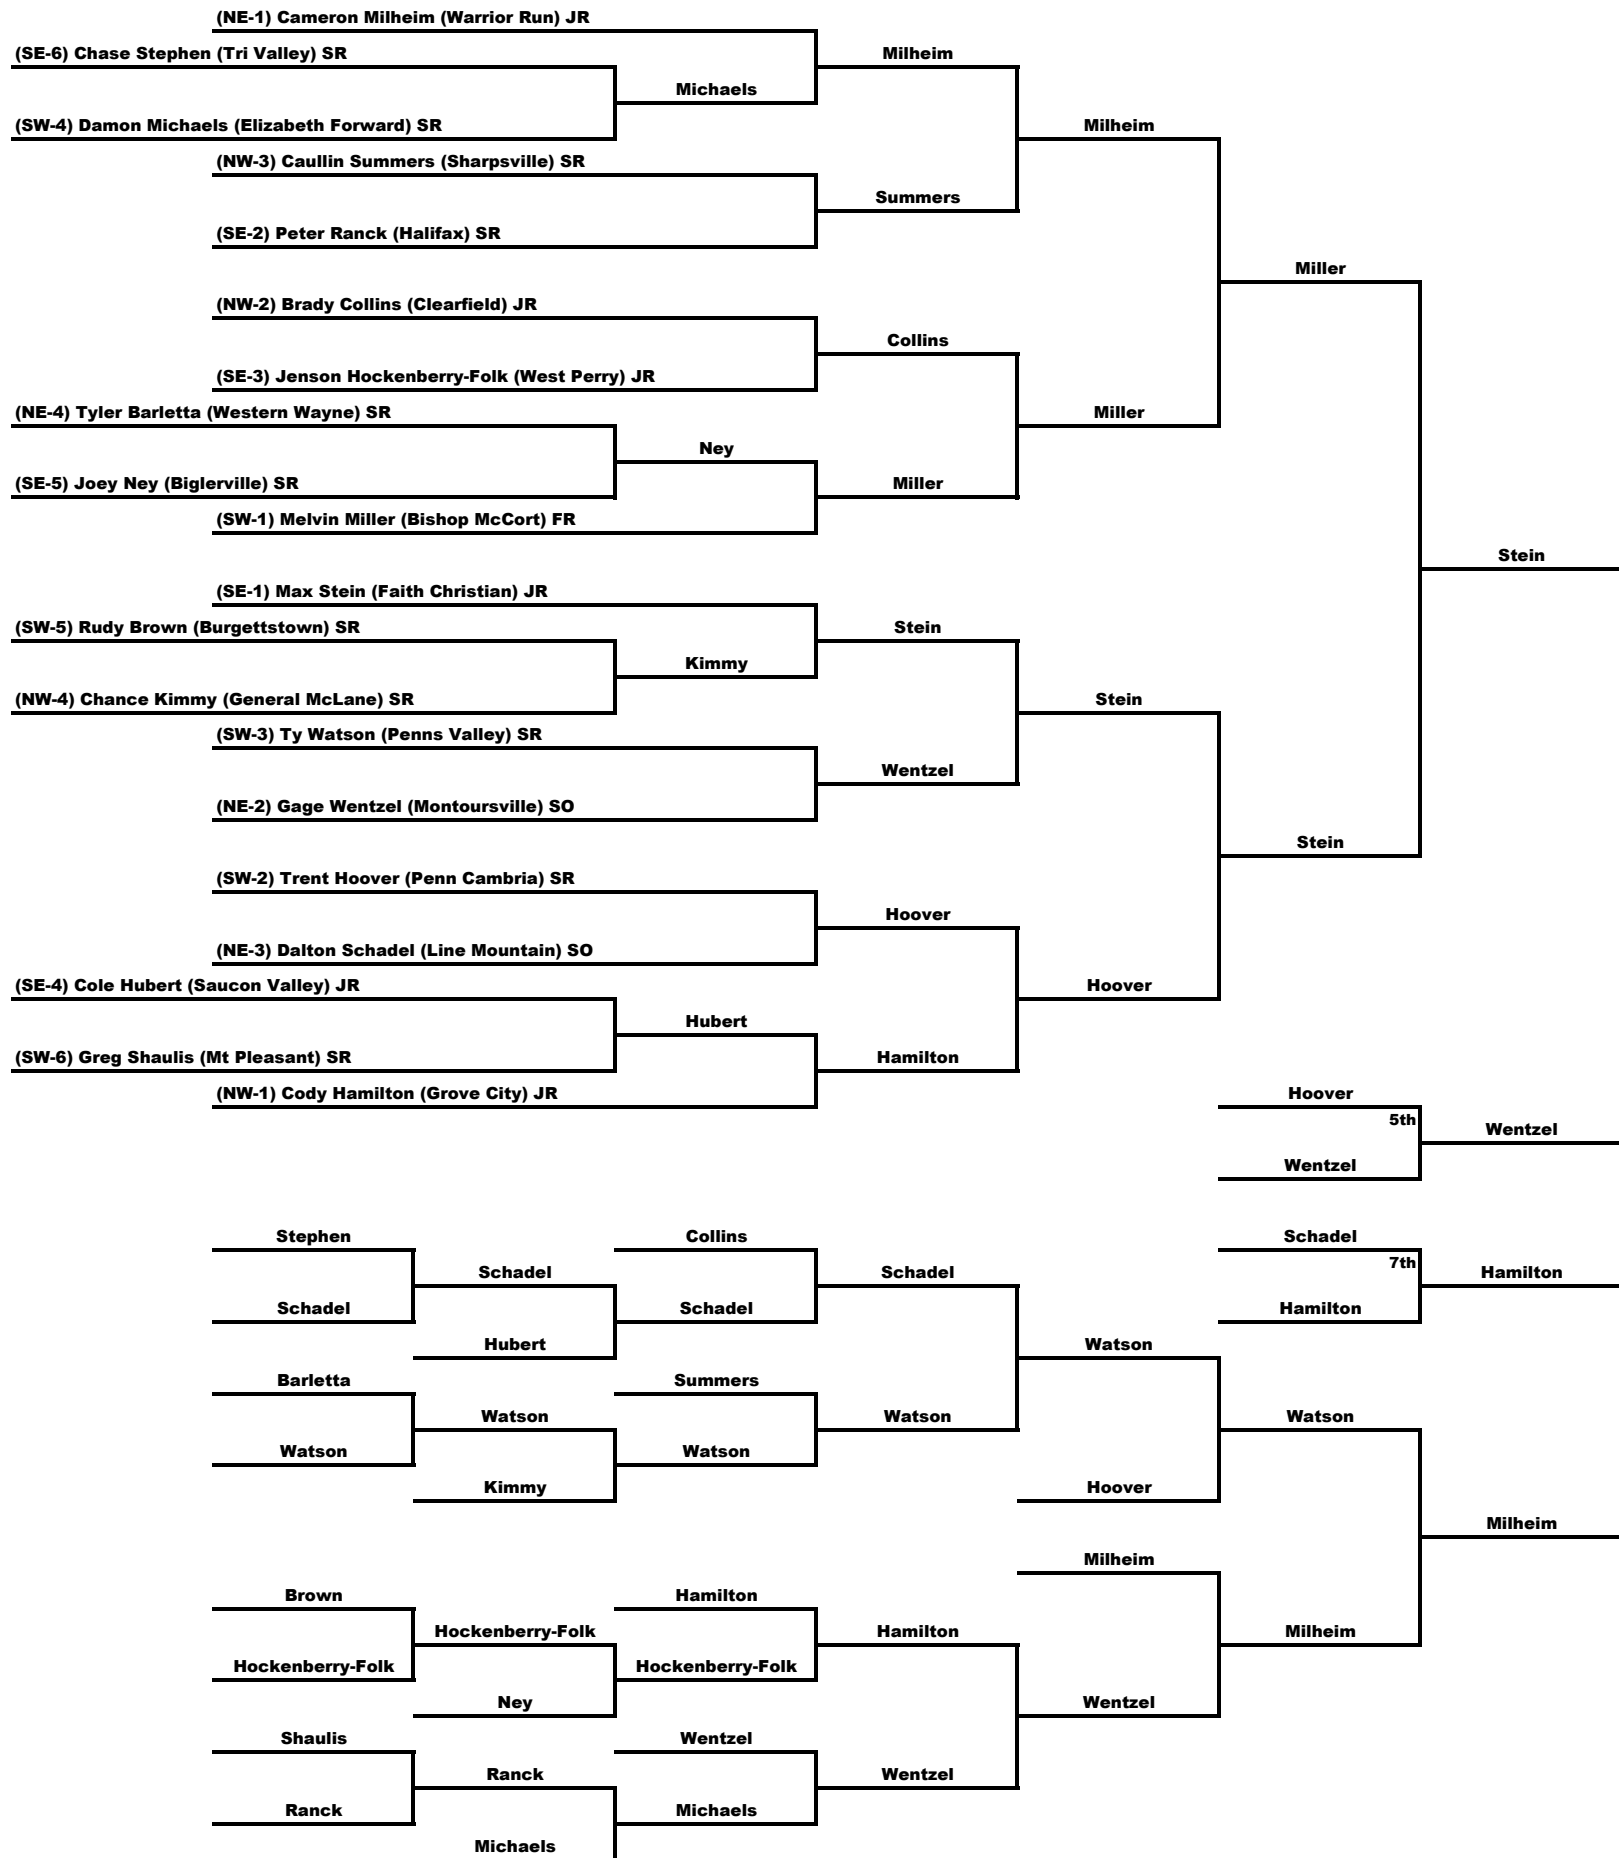 (NE-1) Cameron Milheim (Warrior Run) JR
(SE-6) Chase Stephen (Tri Valley) SR
Milheim
Michaels
(SW-4) Damon Michaels (Elizabeth Forward) SR
Milheim
(NW-3) Caullin Summers (Sharpsville) SR
Summers
(SE-2) Peter Ranck (Halifax) SR
Miller
(NW-2) Brady Collins (Clearfield) JR
Collins
(SE-3) Jenson Hockenberry-Folk (West Perry) JR
(NE-4) Tyler Barletta (Western Wayne) SR
Miller
Ney
(SE-5) Joey Ney (Biglerville) SR
Miller
(SW-1) Melvin Miller (Bishop McCort) FR
Stein
(SE-1) Max Stein (Faith Christian) JR
(SW-5) Rudy Brown (Burgettstown) SR
Stein
Kimmy
(NW-4) Chance Kimmy (General McLane) SR
Stein
(SW-3) Ty Watson (Penns Valley) SR
Wentzel
(NE-2) Gage Wentzel (Montoursville) SO
Stein
(SW-2) Trent Hoover (Penn Cambria) SR
Hoover
(NE-3) Dalton Schadel (Line Mountain) SO
(SE-4) Cole Hubert (Saucon Valley) JR
Hoover
Hubert
(SW-6) Greg Shaulis (Mt Pleasant) SR
Hamilton
(NW-1) Cody Hamilton (Grove City) JR
Hoover
5th
Wentzel
Wentzel
Stephen
Collins
Schadel
7th
Schadel
Schadel
Hamilton
Schadel
Schadel
Hamilton
Hubert
Watson
Barletta
Summers
Watson
Watson
Watson
Watson
Watson
Kimmy
Hoover
Milheim
Milheim
Brown
Hamilton
Hockenberry-Folk
Hamilton
Milheim
Hockenberry-Folk
Hockenberry-Folk
Ney
Wentzel
Shaulis
Wentzel
Ranck
Wentzel
Ranck
Michaels
Michaels